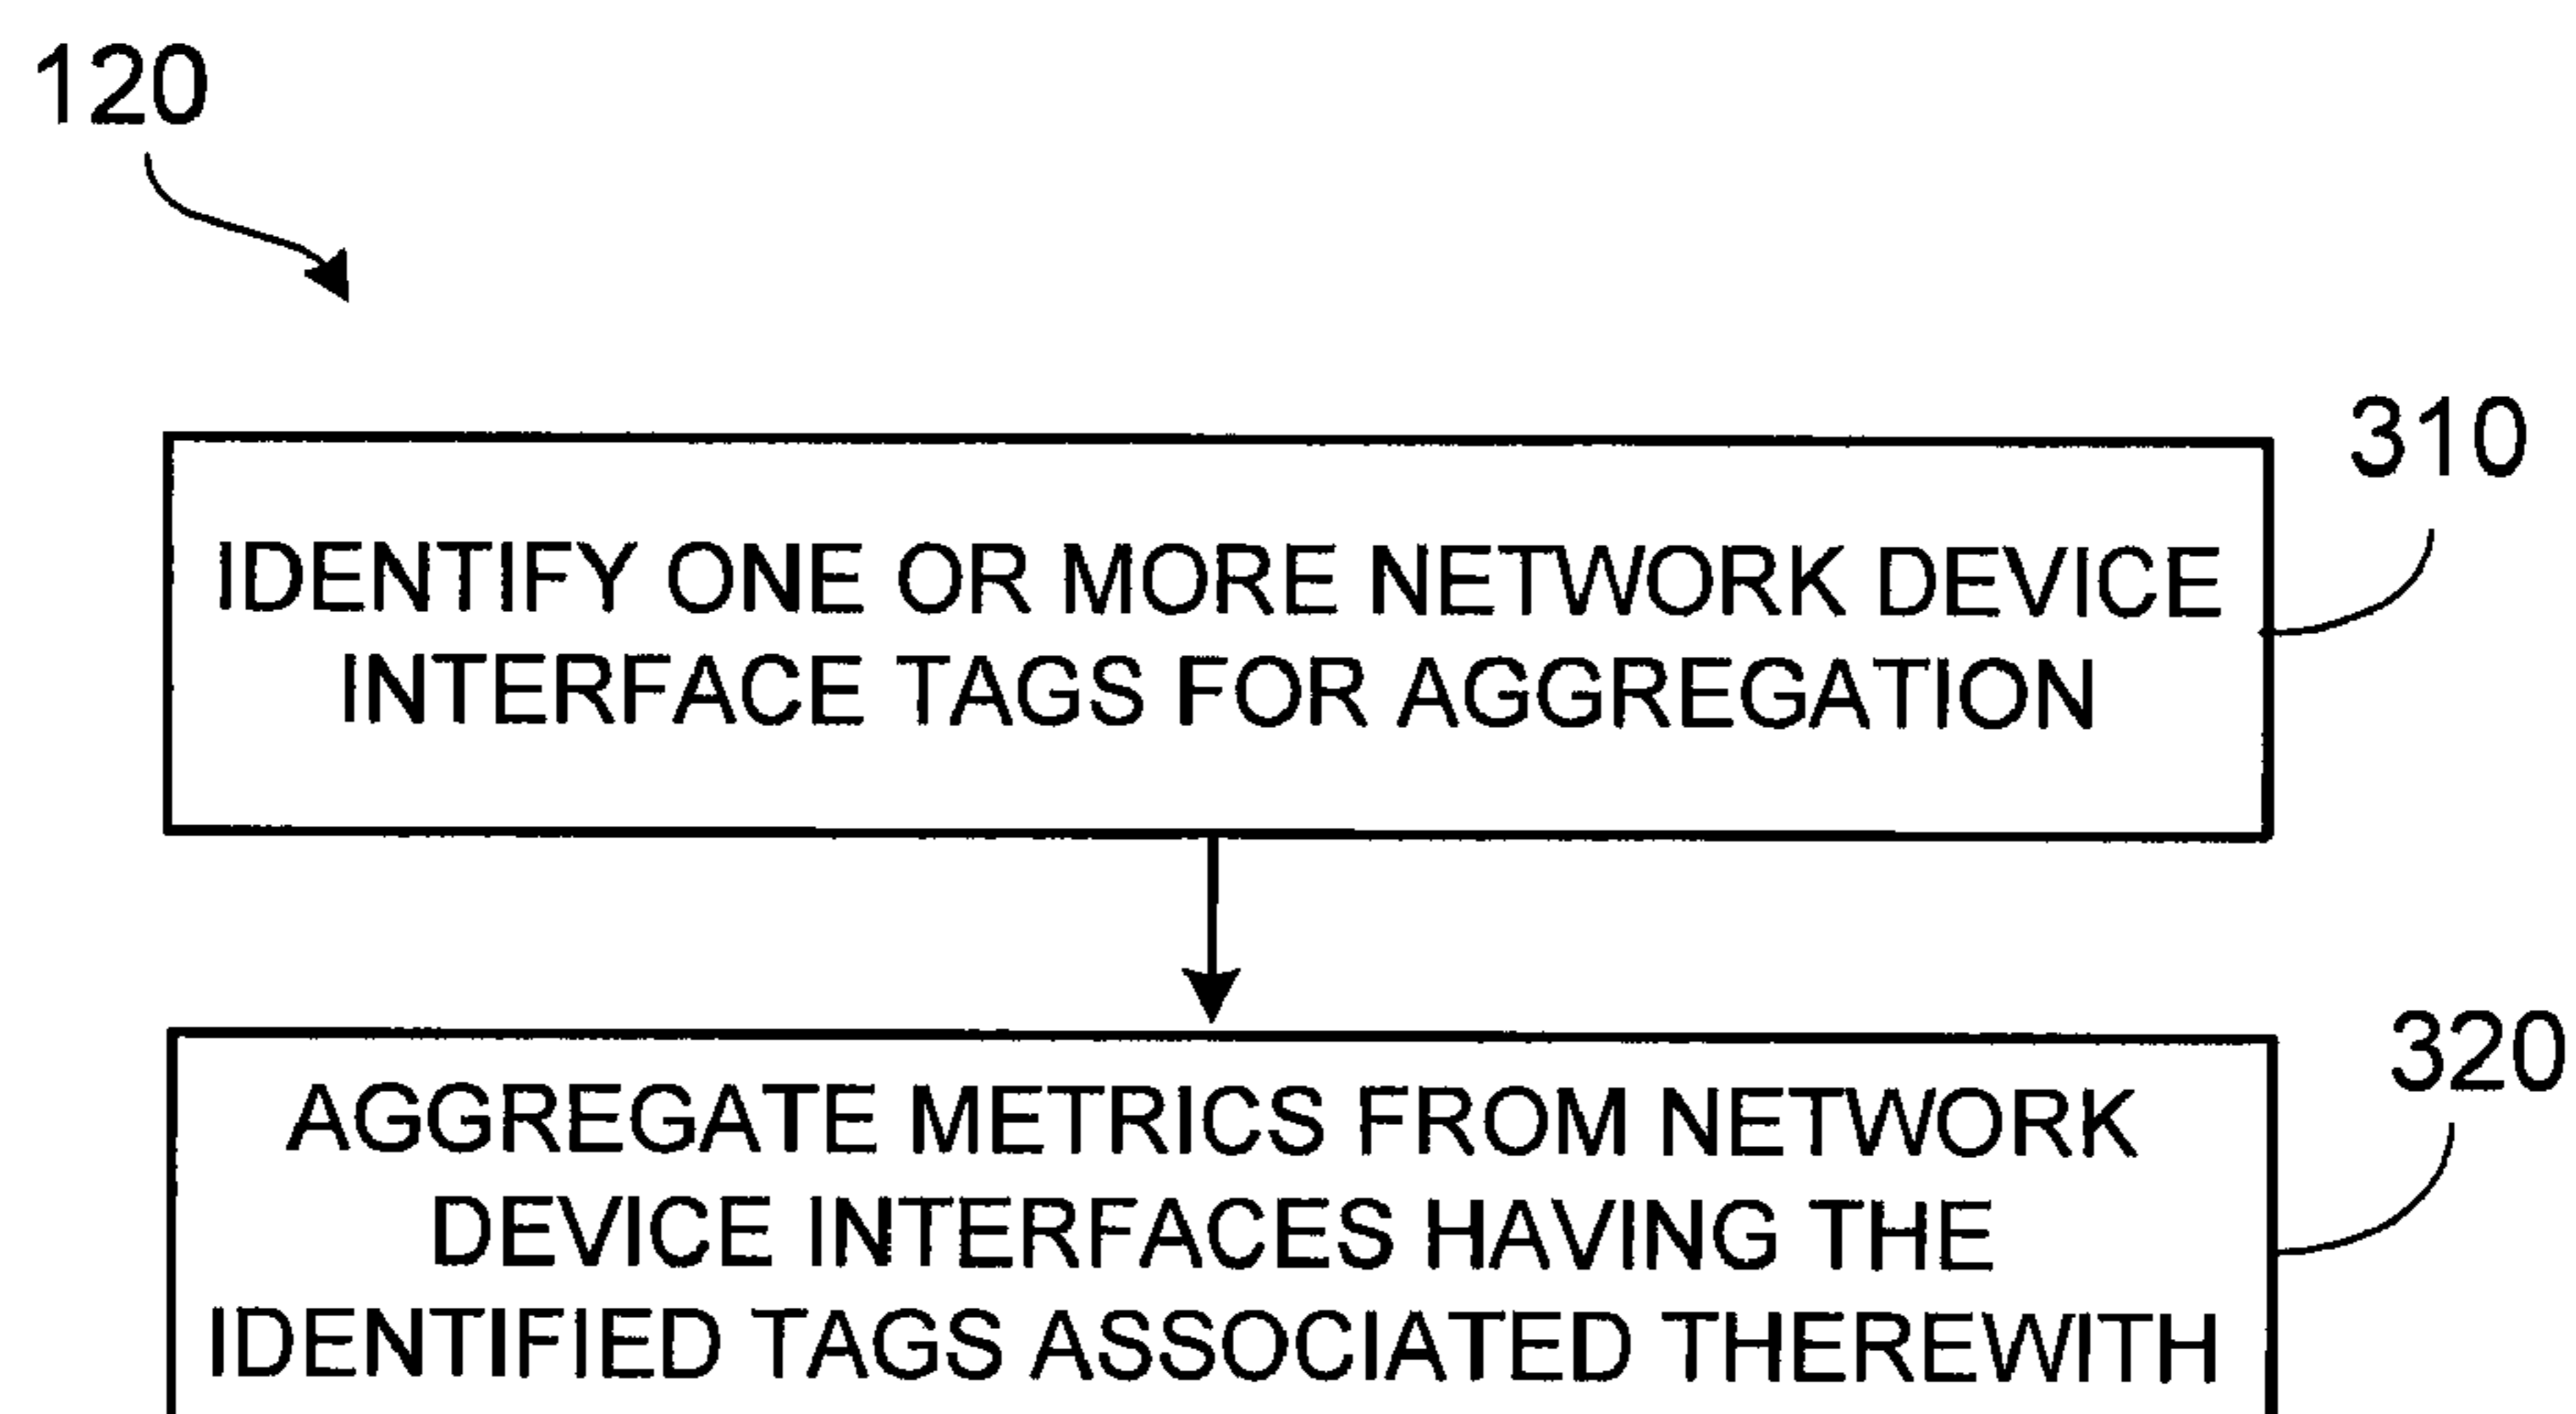 120
310
IDENTIFY ONE OR MORE NETWORK DEVICE
INTERFACE TAGS FOR AGGREGATION
320
AGGREGATE METRICS FROM NETWORK
DEVICE INTERFACES HAVING THE
IDENTIFIED TAGS ASSOCIATED THEREWITH